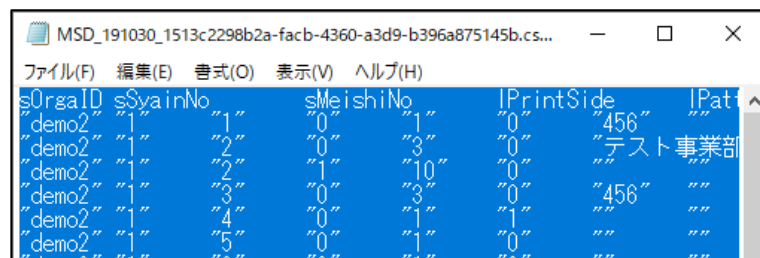 MSD_191030_1513c2298b2a-facb-4360-a3d9-b396a875145b.cs...
ファイル(F) 編集(E) 書式(O) 表示(V) ヘルプ(H)
sOrgaID sSyainNo sMeishiNo lPrintSide lPatt
"demo2" "1" "1" "0" "1" "0" "456" ""
"demo2" "1" "2" "0" "3" "0" "テスト事業部
"demo2" "1" "2" "1" "10" "0" "" ""
"demo2" "1" "3" "0" "3" "0" "456" ""
"demo2" "1" "4" "0" "1" "1" "" ""
"demo2" "1" "5" "0" "1" "0" "" ""